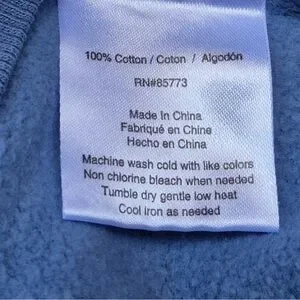 100% Cotton / Coton / Algodón
RN#85773
Made In China
Fabriqué en Chine
Hecho en China
Machine wash cold with like colors
Non chlorine bleach when needed
Tumble dry gentle low heat
Cool iron as needed